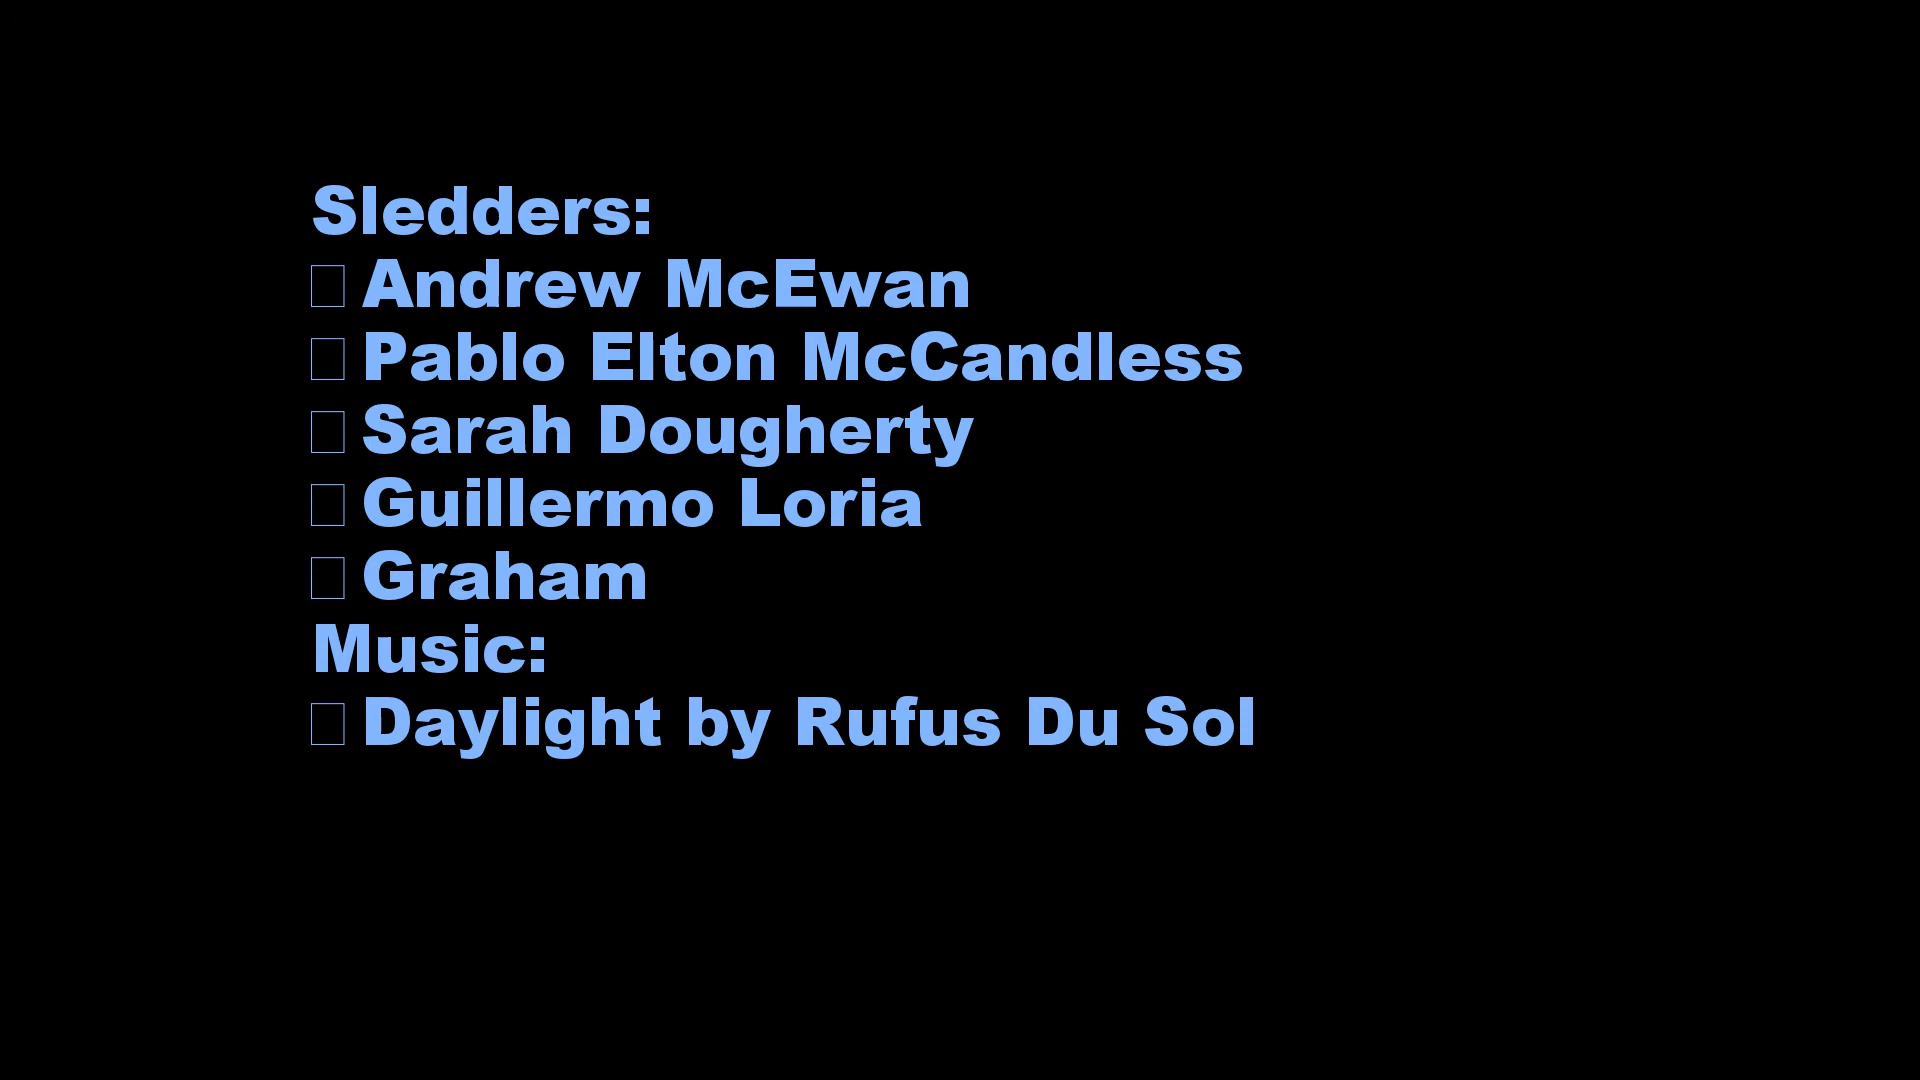 Sledders:
□ Andrew McEwan
□ Pablo Elton McCandless
□ Sarah Dougherty
□ Guillermo Loria
□ Graham
Music:
□ Daylight by Rufus Du Sol